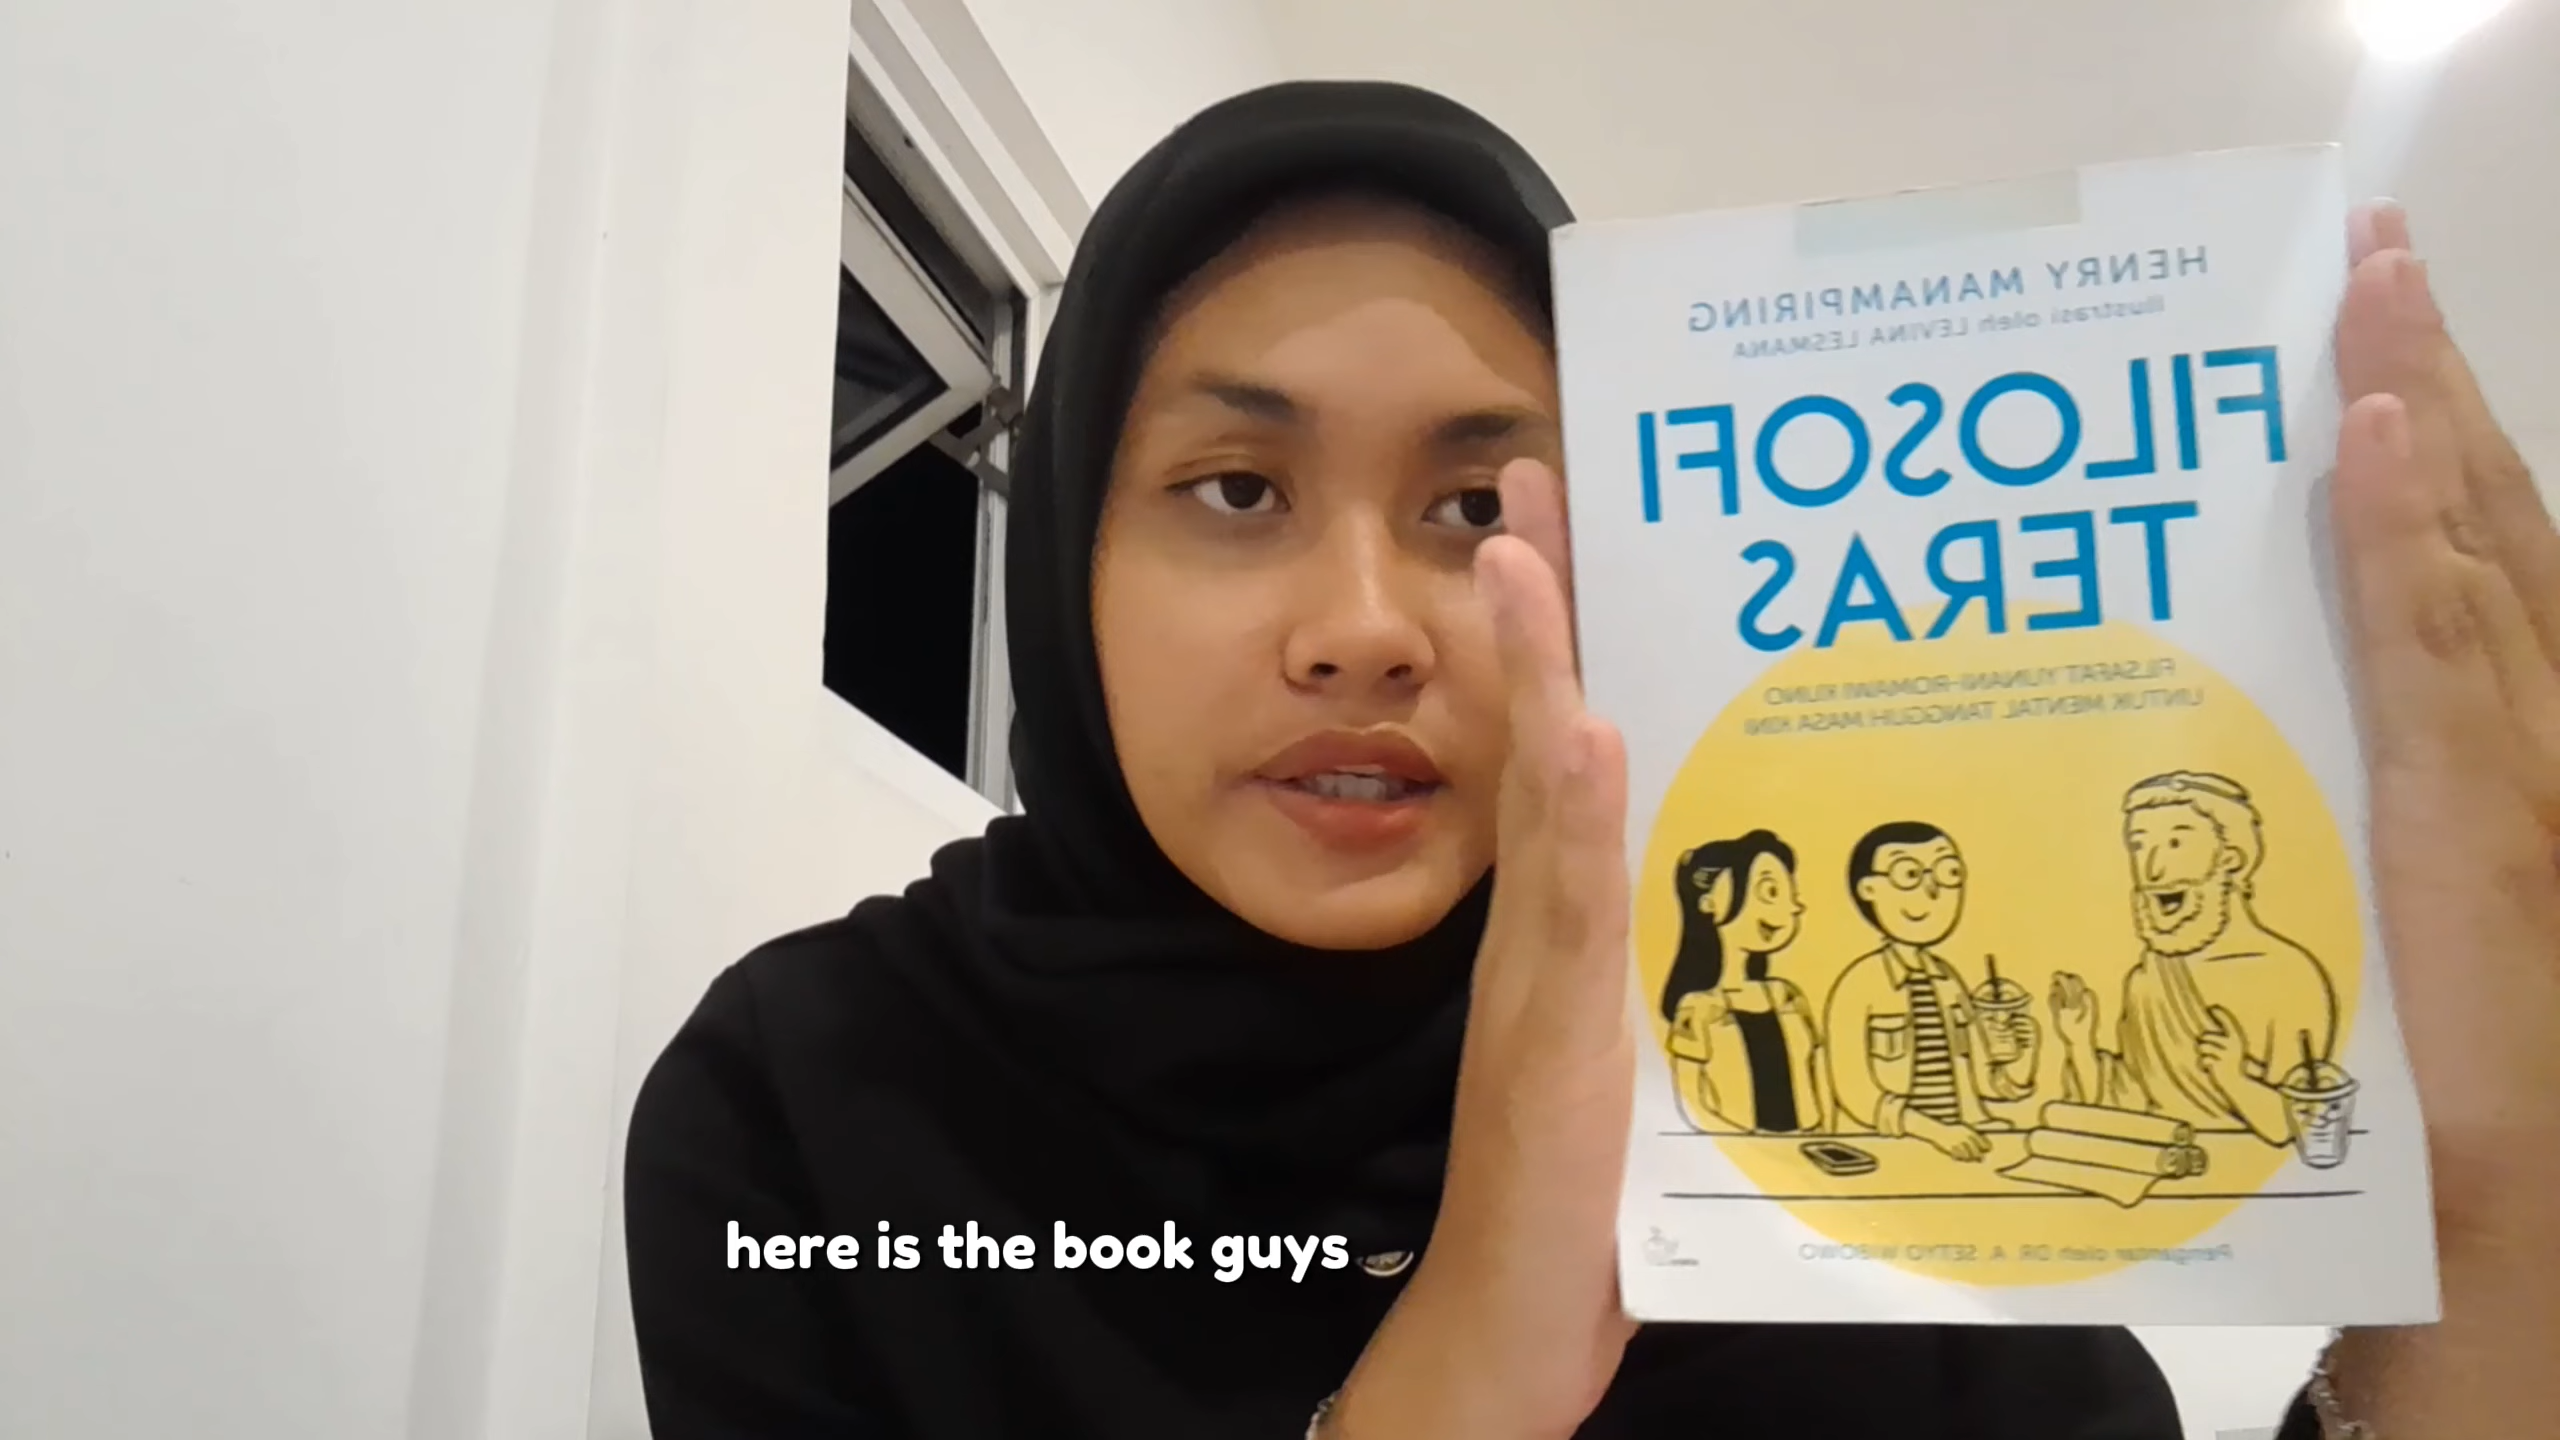 HENRY MANAMPIRING
Ilustrasi oleh LEVINA LESMANA
FILOSOFI
TERAS
FILSAFAT YUNANI-ROMAWI KUNO
UNTUK MENTAL TANGGUH MASA KINI
Pengantar oleh DR. A. SETYO WIBOWO
here is the book guys